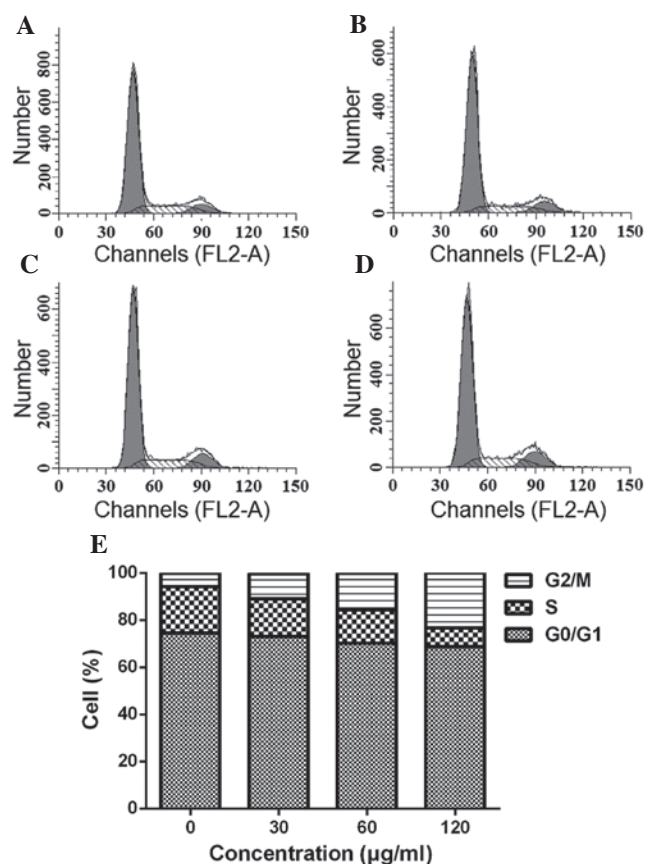 A
Number
800
600
400
200
0
0 30 60 90 120 150
Channels (FL2-A)
B
Number
600
400
200
0
0 30 60 90 120 150
Channels (FL2-A)
C
Number
600
400
200
0
0 30 60 90 120 150
Channels (FL2-A)
D
Number
600
400
200
0
0 30 60 90 120 150
Channels (FL2-A)
E
Cell (%)
100
80
60
40
20
0
0 30 60 120
Concentration (µg/ml)
G2/M
S
G0/G1